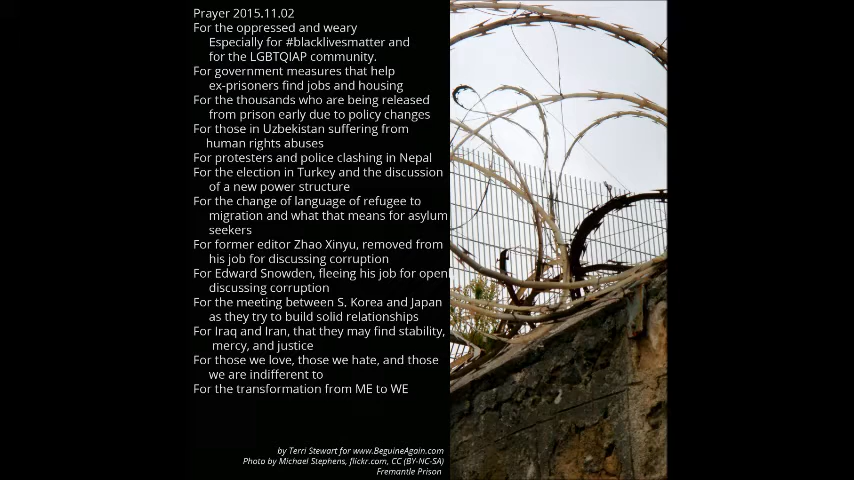 Prayer 2015.11.02
For the oppressed and weary
Especially for #blacklivesmatter and
for the LGBTQIAP community.
For government measures that help
ex-prisoners find jobs and housing
For the thousands who are being released
from prison early due to policy changes
For those in Uzbekistan suffering from
human rights abuses
For protesters and police clashing in Nepal
For the election in Turkey and the discussion
of a new power structure
For the change of language of refugee to
migration and what that means for asylum
seekers
For former editor Zhao Xinyu, removed from
his job for discussing corruption
For Edward Snowden, fleeing his job for open
discussing corruption
For the meeting between S. Korea and Japan
as they try to build solid relationships
For Iraq and Iran, that they may find stability,
mercy, and justice
For those we love, those we hate, and those
we are indifferent to
For the transformation from ME to WE
by Terri Stewart for www.BeguineAgain.com
Photo by Michael Stephens, flickr.com, CC (BY-NC-SA)
Fremantle Prison